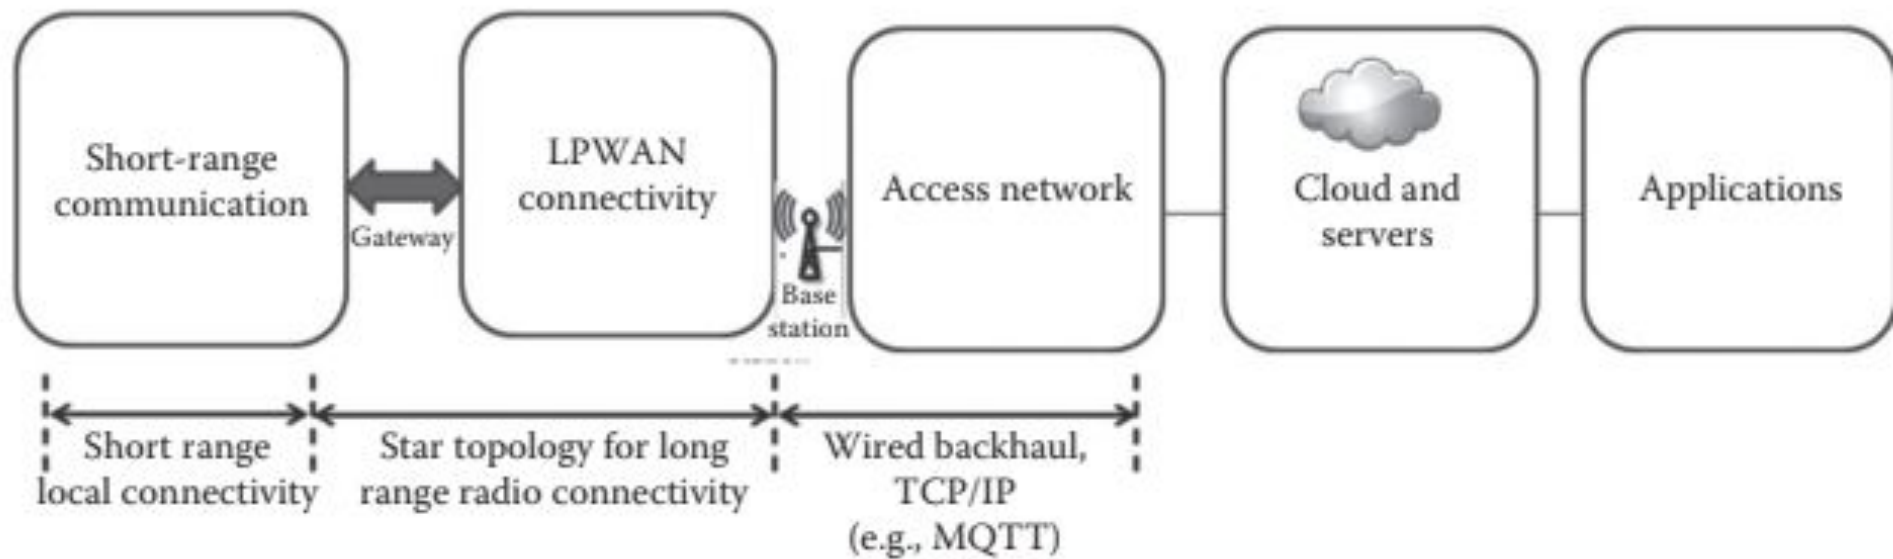 Short-range
communication
Gateway
LPWAN
connectivity
Base
station
Access network
Cloud and
servers
Applications
Short range
local connectivity
Star topology for long
range radio connectivity
Wired backhaul,
TCP/IP
(e.g., MQTT)